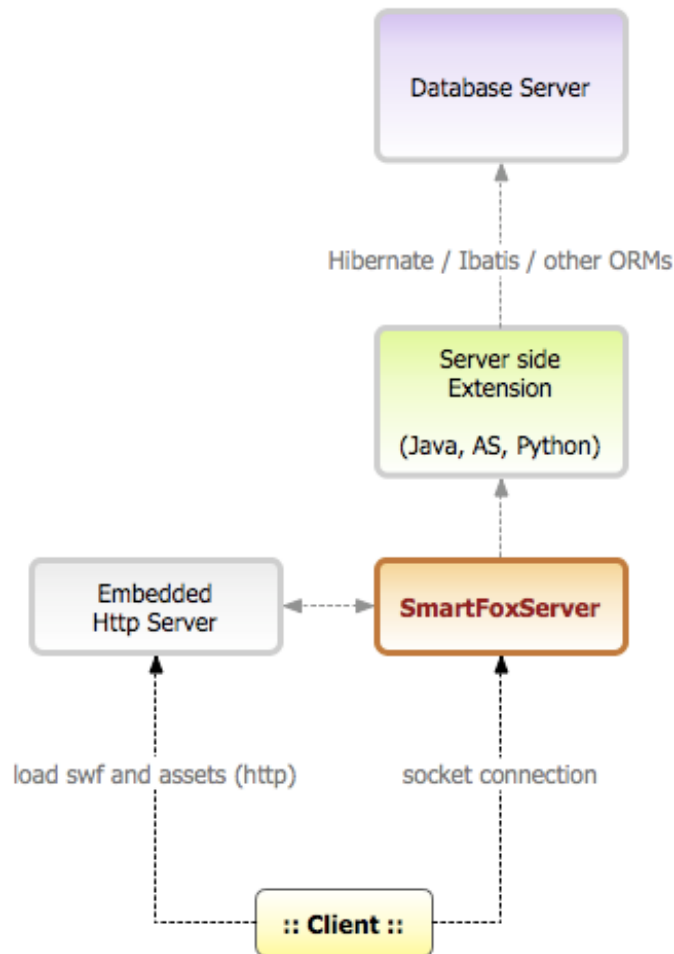 Database Server
Hibernate / Ibatis / other ORMs
Server side
Extension
(Java, AS, Python)
Embedded
Http Server
SmartFoxServer
load swf and assets (http)
socket connection
:: Client ::